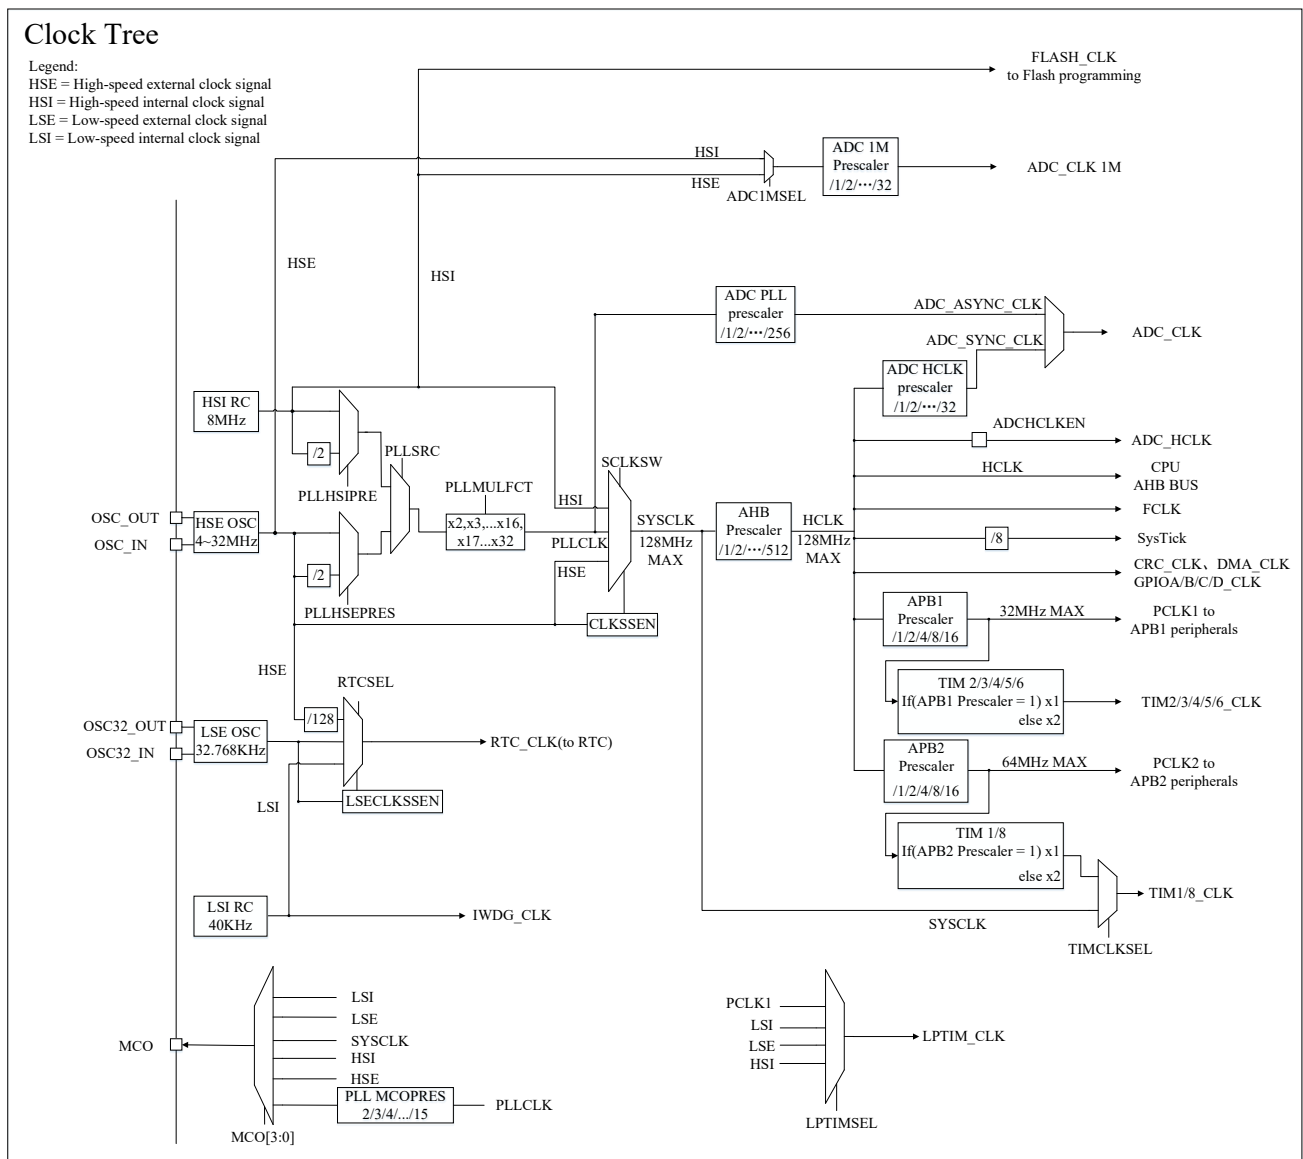 Clock Tree
Legend:
HSE = High-speed external clock signal
HSI = High-speed internal clock signal
LSE = Low-speed external clock signal
LSI = Low-speed internal clock signal
FLASH_CLK
to Flash programming
HSI
HSE
ADC1MSEL
ADC 1M
Prescaler
/1/2/···/32
ADC_CLK 1M
HSE
HSI
ADC PLL
prescaler
/1/2/···/256
ADC_ASYNC_CLK
ADC_SYNC_CLK
ADC_CLK
ADC HCLK
prescaler
/1/2/···/32
HSI RC
8MHz
/2
PLLHSIPRE
PLLSRC
PLLMULFCT
x2,x3,...x16,
x17...x32
SCLKSW
HSI
PLLCLK
HSE
SYSCLK
128MHz
MAX
AHB
Prescaler
/1/2/···/512
HCLK
128MHz
MAX
ADCHCLKEN
ADC_HCLK
HCLK
CPU
AHB BUS
FCLK
/8
SysTick
CRC_CLK、DMA_CLK
GPIOA/B/C/D_CLK
OSC_OUT
OSC_IN
HSE OSC
4~32MHz
/2
PLLHSEPRES
CLKSSEN
APB1
Prescaler
/1/2/4/8/16
32MHz MAX
PCLK1 to
APB1 peripherals
TIM 2/3/4/5/6
If(APB1 Prescaler = 1) x1
else x2
TIM2/3/4/5/6_CLK
HSE
RTCSEL
/128
OSC32_OUT
OSC32_IN
LSE OSC
32.768KHz
RTC_CLK(to RTC)
LSI
LSECLKSSEN
APB2
Prescaler
/1/2/4/8/16
64MHz MAX
PCLK2 to
APB2 peripherals
TIM 1/8
If(APB2 Prescaler = 1) x1
else x2
TIM1/8_CLK
SYSCLK
TIMCLKSEL
LSI RC
40KHz
IWDG_CLK
MCO
LSI
LSE
SYSCLK
HSI
HSE
PLL MCOPRES
2/3/4/.../15
PLLCLK
MCO[3:0]
PCLK1
LSI
LSE
HSI
LPTIM_CLK
LPTIMSEL